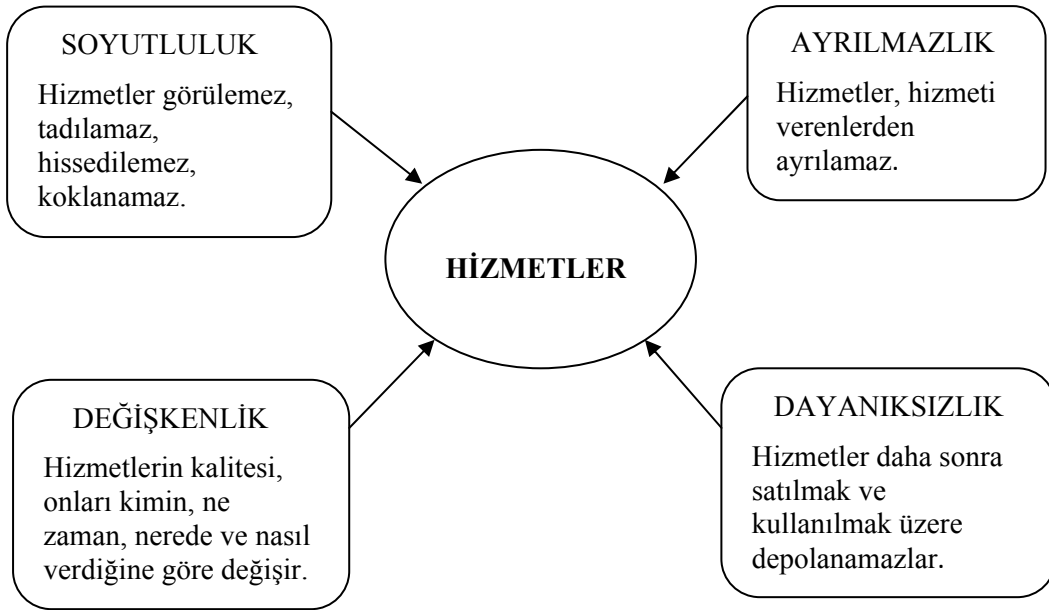 SOYUTLULUK
Hizmetler görülemez,
tadılamaz,
hissedilemez,
koklanamaz.
AYRILMAZLIK
Hizmetler, hizmeti
verenlerden
ayrılamaz.
HİZMETLER
DEĞİŞKENLİK
Hizmetlerin kalitesi,
onları kimin, ne
zaman, nerede ve nasıl
verdiğine göre değişir.
DAYANIKSIZLIK
Hizmetler daha sonra
satılmak ve
kullanılmak üzere
depolanamazlar.